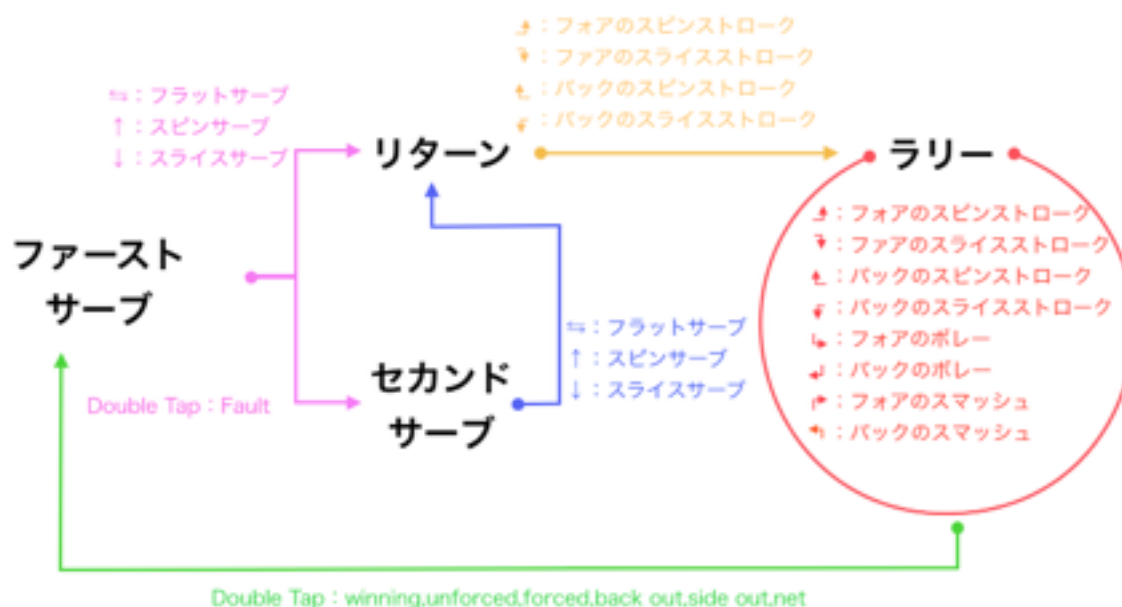 ⬏：フォアのスピンストローク
⬎：ファアのスライスストローク
⬑：バックのスピンストローク
⬐：バックのスライスストローク
⇆：フラットサーブ
↑：スピンサーブ
↓：スライスサーブ
リターン
ラリー
ファースト
サーブ
⬏：フォアのスピンストローク
⬎：ファアのスライスストローク
⬑：バックのスピンストローク
⬐：バックのスライスストローク
↳：フォアのボレー
↲：バックのボレー
↱：フォアのスマッシュ
↰：バックのスマッシュ
⇆：フラットサーブ
↑：スピンサーブ
↓：スライスサーブ
セカンド
サーブ
Double Tap：Fault
Double Tap：winning,unforced,forced,back out,side out,net